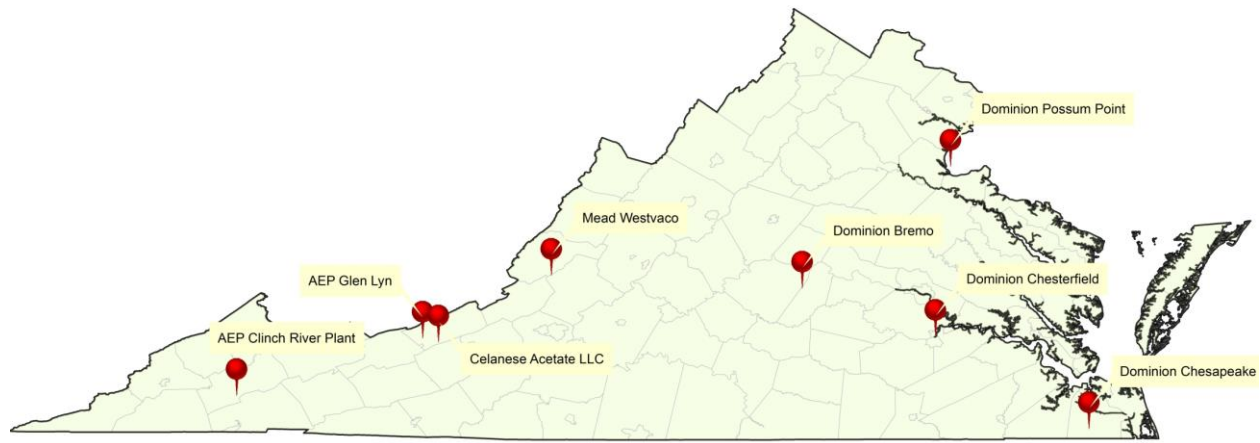 Dominion Possum Point
Mead Westvaco
Dominion Bremo
AEP Glen Lyn
Dominion Chesterfield
AEP Clinch River Plant
Celanese Acetate LLC
Dominion Chesapeake